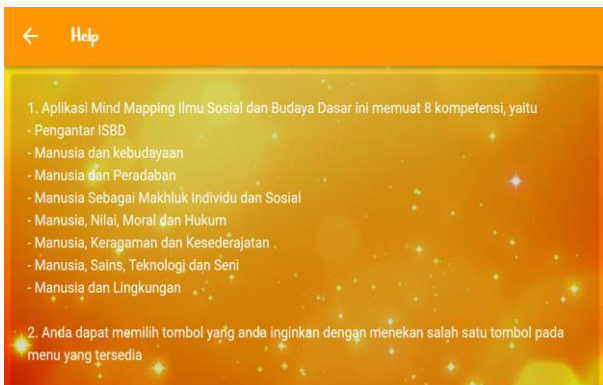 Help
1. Aplikasi Mind Mapping Ilmu Sosial dan Budaya Dasar ini memuat 8 kompetensi, yaitu
- Pengantar ISBD
- Manusia dan kebudayaan
- Manusia dan Peradaban
- Manusia Sebagai Makhluk Individu dan Sosial
- Manusia, Nilai, Moral dan Hukum
- Manusia, Keragaman dan Kesederajatan
- Manusia, Sains, Teknologi dan Seni
- Manusia dan Lingkungan
2. Anda dapat memilih tombol yang anda inginkan dengan menekan salah satu tombol pada
menu yang tersedia